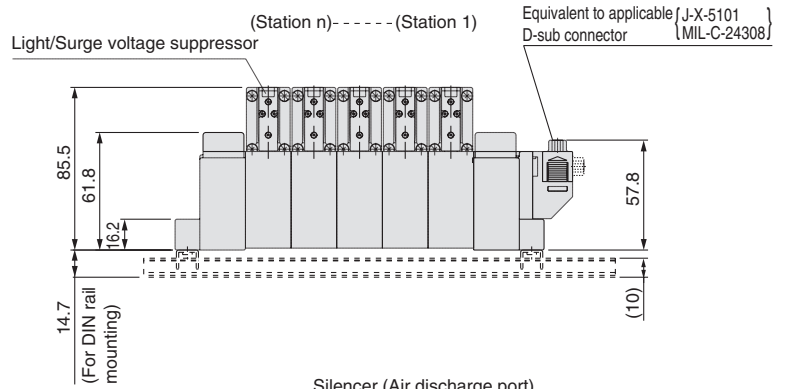 (Station n)------(Station 1)
Equivalent to applicable {J-X-5101
D-sub connector {MIL-C-24308}
Light/Surge voltage suppressor
85.5
61.8
16.2
57.8
14.7
(For DIN rail
mounting)
(10)
Silencer (Air discharge port)